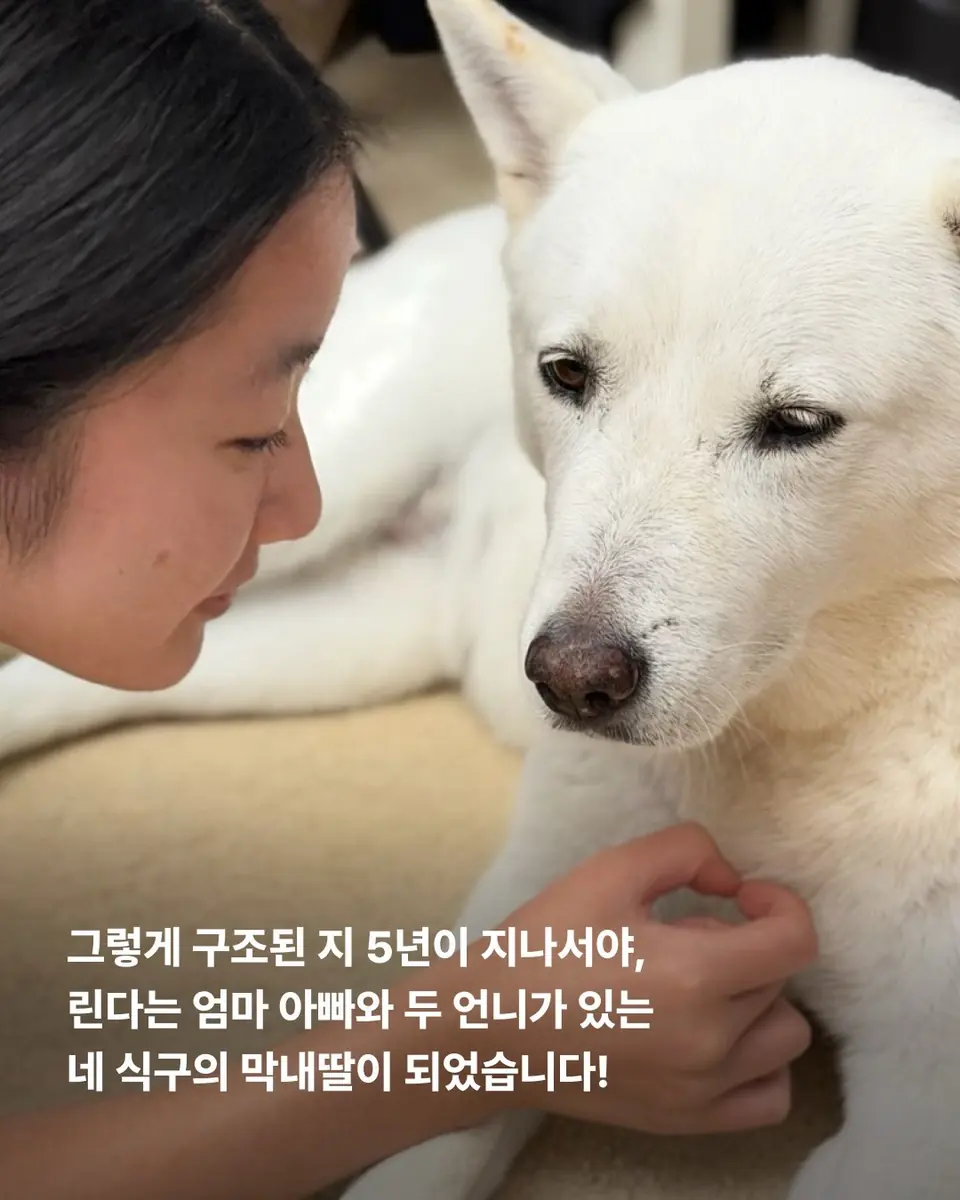 그렇게 구조된 지 5년이 지나서야,
린다는 엄마 아빠와 두 언니가 있는
네 식구의 막내딸이 되었습니다!